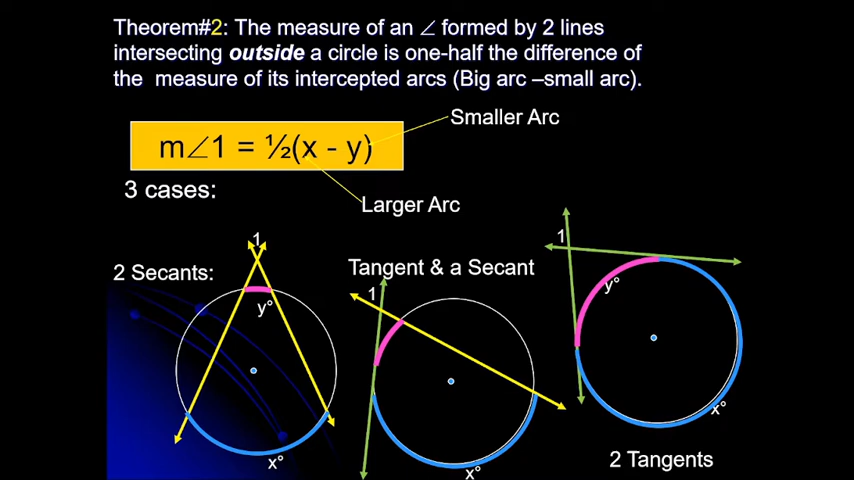 Theorem#2: The measure of an ∠ formed by 2 lines
intersecting outside a circle is one-half the difference of
the measure of its intercepted arcs (Big arc –small arc).
Smaller Arc
m∠1 = ½(x - y)
3 cases:
Larger Arc
2 Secants:
1
y°
x°
Tangent & a Secant
1
x°
1
y°
x°
2 Tangents